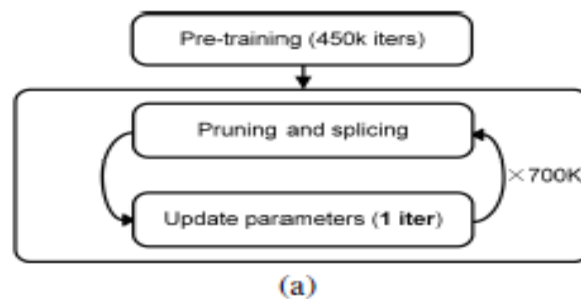 Pre-training (450k iters)
Pruning and splicing
×700K
Update parameters (1 iter)
(a)